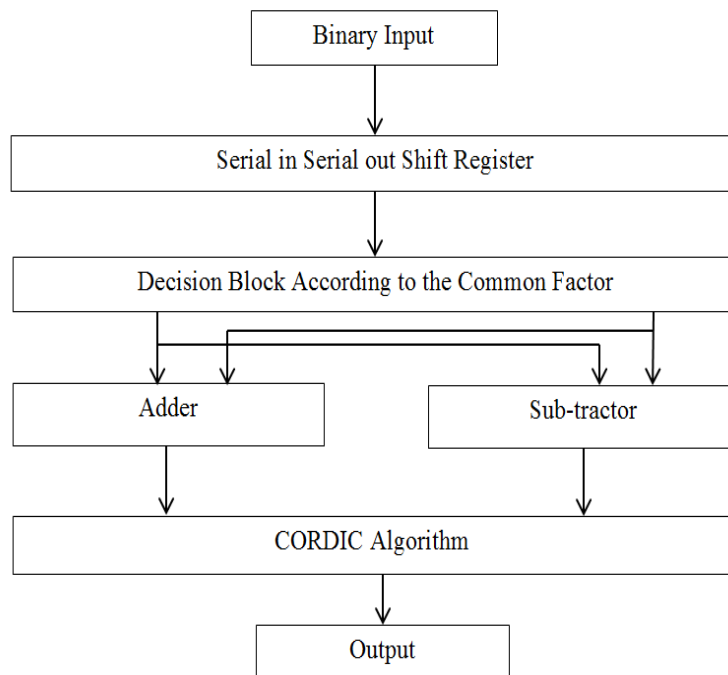 Binary Input
Serial in Serial out Shift Register
Decision Block According to the Common Factor
Adder
Sub-tractor
CORDIC Algorithm
Output